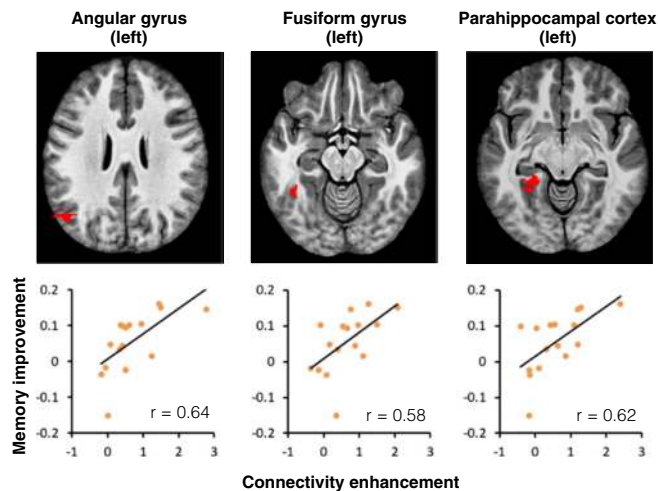 Angular gyrus
(left)
Fusiform gyrus
(left)
Parahippocampal cortex
(left)
Memory improvement
0.2
0.1
0
-0.1
-0.2
r = 0.64
-1 0 1 2 3
0.2
0.1
0
-0.1
-0.2
r = 0.58
-1 0 1 2 3
0.2
0.1
0
-0.1
-0.2
r = 0.62
-1 0 1 2 3
Connectivity enhancement